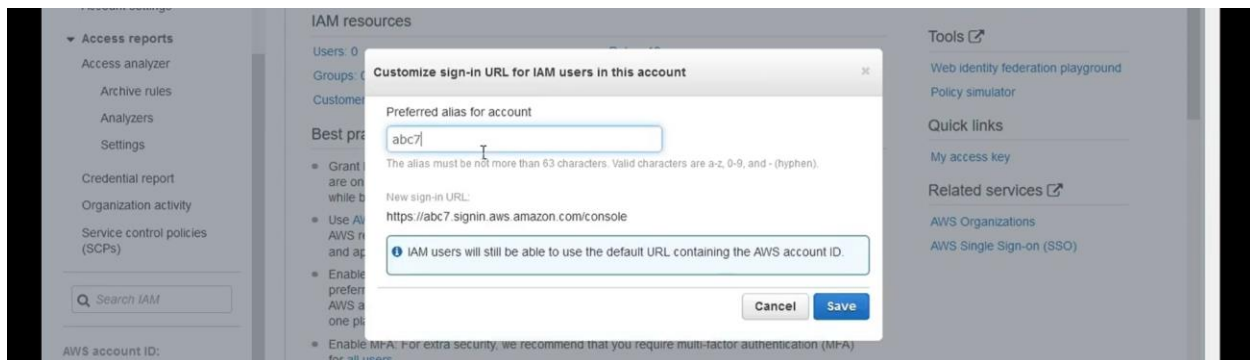 Access reports
Access analyzer
Archive rules
Analyzers
Settings
Credential report
Organization activity
Service control policies
(SCPs)
Search IAM
AWS account ID:
IAM resources
Users: 0
Groups:
Customer
Best pra
Grant
are on
while b
Use AW
AWS re
and ap
Enable
preferr
AWS a
one pla
Enable MFA: For extra security, we recommend that you require multi-factor authentication (MFA)
for all users
Customize sign-in URL for IAM users in this account
Preferred alias for account
abc7
The alias must be not more than 63 characters. Valid characters are a-z, 0-9, and - (hyphen).
New sign-in URL:
https://abc7.signin.aws.amazon.com/console
IAM users will still be able to use the default URL containing the AWS account ID.
Cancel Save
Tools
Web identity federation playground
Policy simulator
Quick links
My access key
Related services
AWS Organizations
AWS Single Sign-on (SSO)